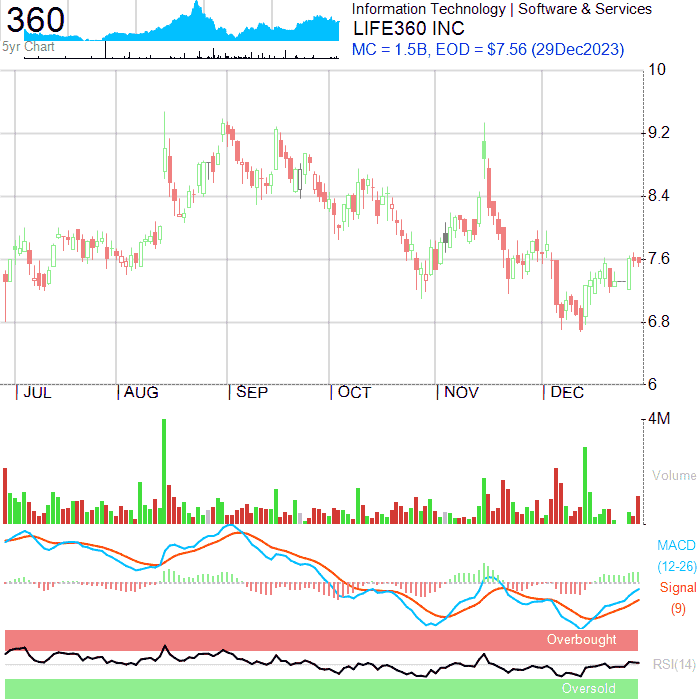 360
Information Technology | Software & Services
LIFE360 INC
5yr Chart
MC = 1.5B, EOD = $7.56 (29Dec2023)
10
9.2
8.4
7.6
6.8
6
| JUL | AUG | SEP | OCT | NOV | DEC
4M
Volume
MACD
(12-26)
Signal
(9)
Overbought
RSI(14)
Oversold